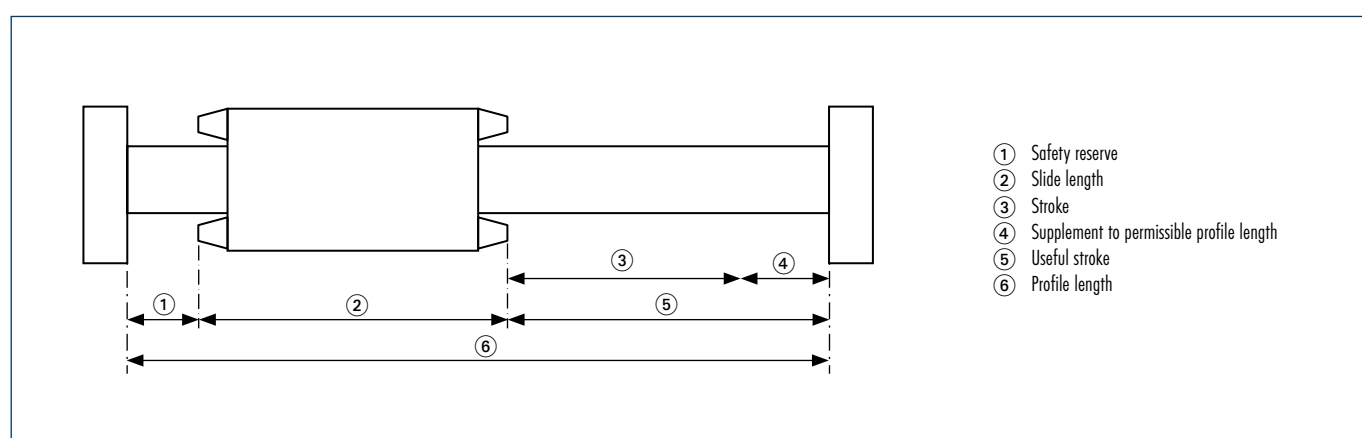 ③ ④
① ② ⑤
⑥
① Safety reserve
② Slide length
③ Stroke
④ Supplement to permissible profile length
⑤ Useful stroke
⑥ Profile length